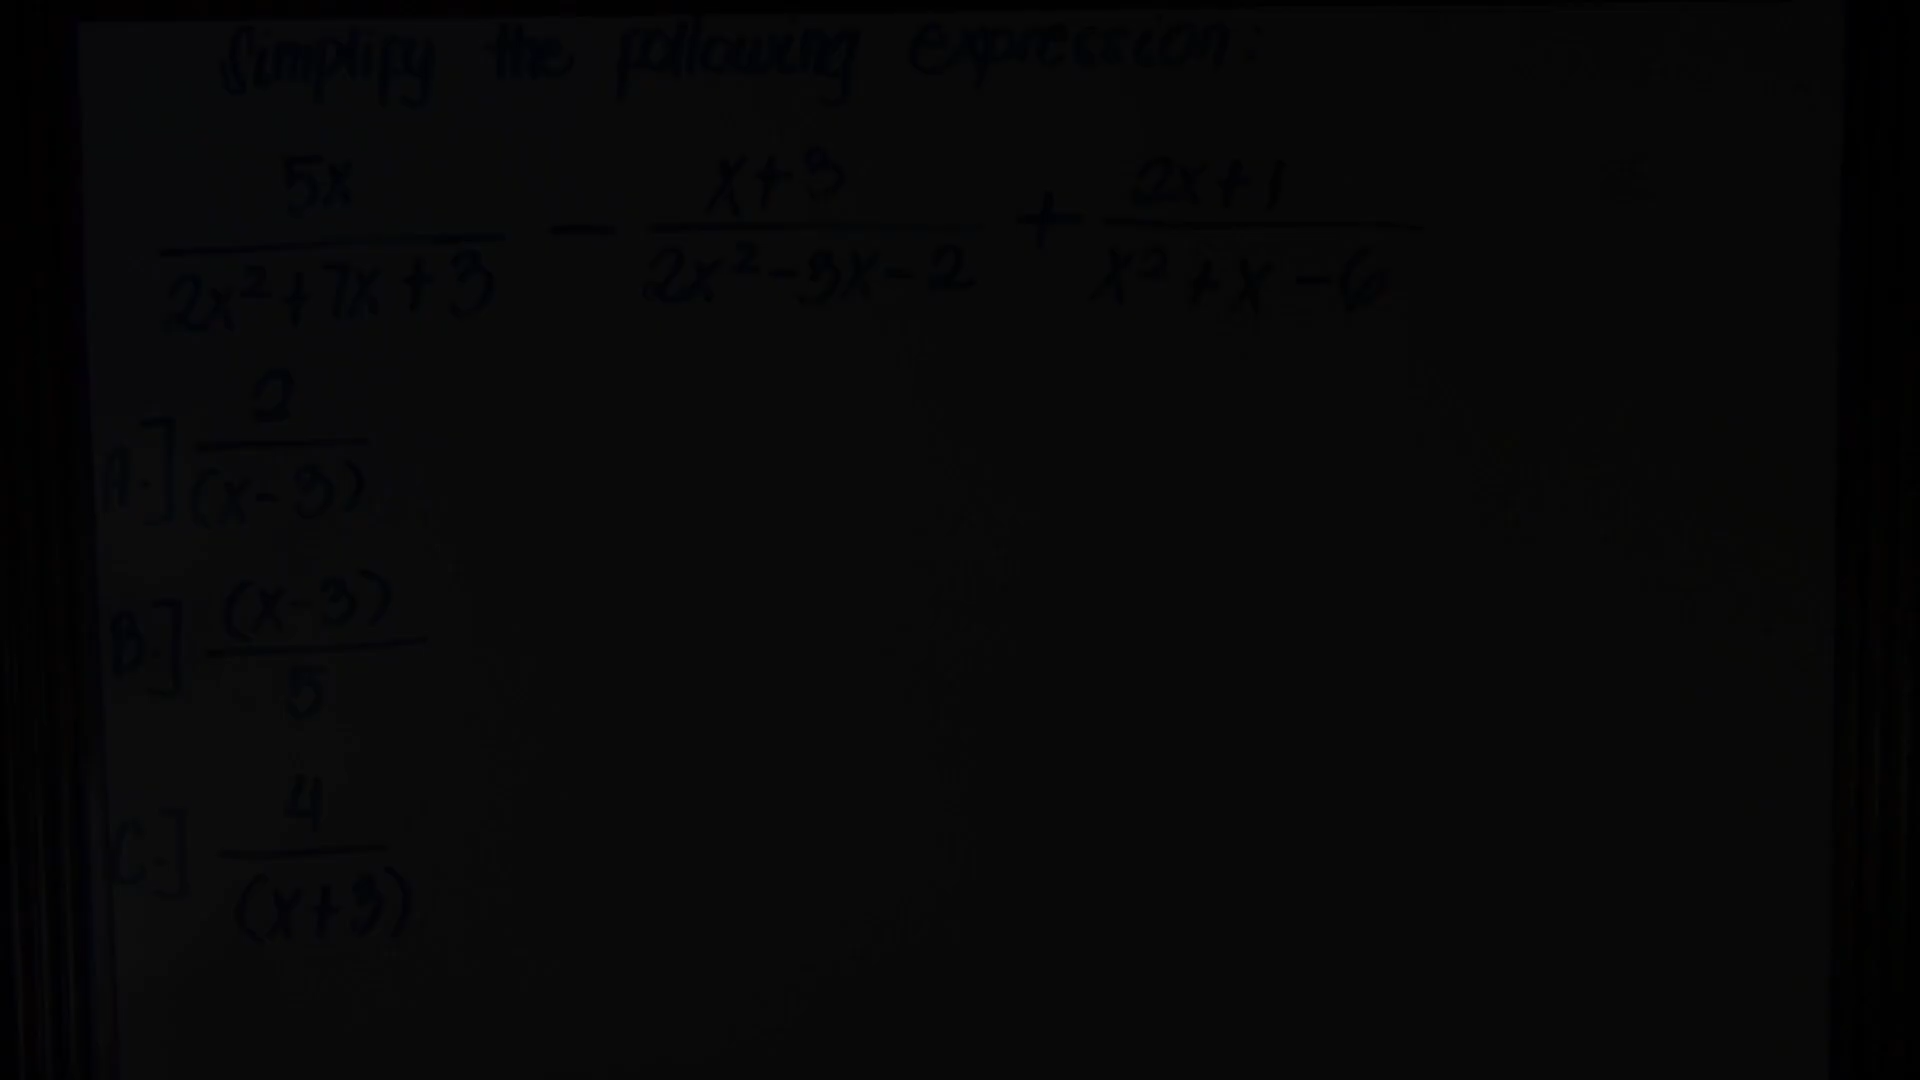 Simplify the following expression:
5x/(2x²+7x+3) − (x+3)/(2x²-3x-2) + (2x+1)/(x²+x-6)
A.] 2/(x-3)
B.] (x-3)/5
C.] 4/(x+3)